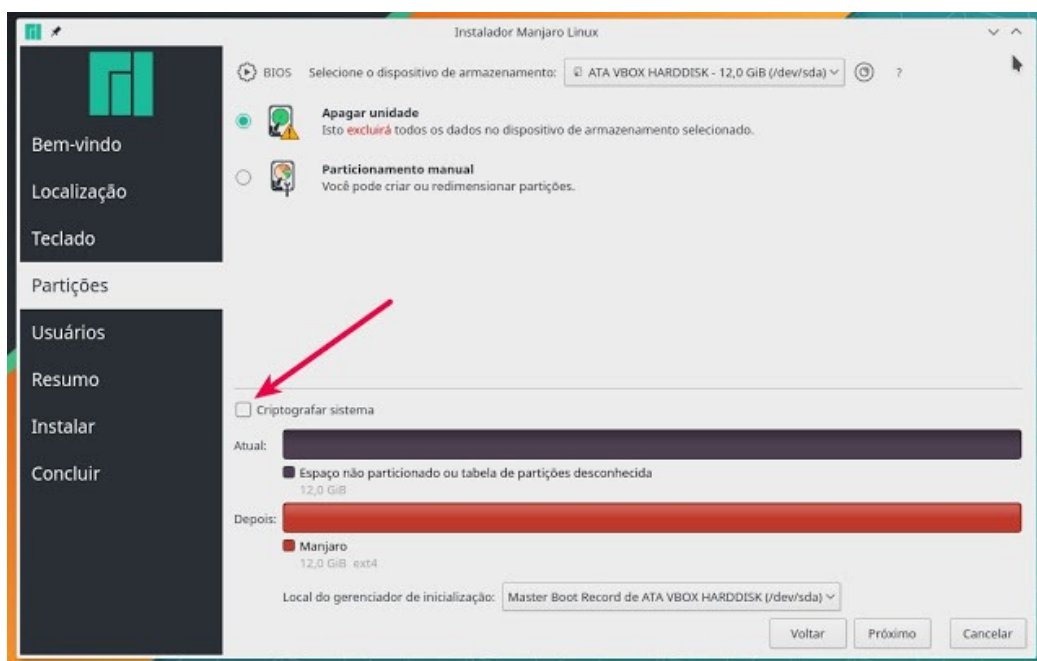 Instalador Manjaro Linux
BIOS Selecione o dispositivo de armazenamento: ATA VBOX HARDDISK - 12,0 GiB (/dev/sda) ?
Bem-vindo
Localização
Teclado
Partições
Usuários
Resumo
Instalar
Concluir
Apagar unidade
Isto excluirá todos os dados no dispositivo de armazenamento selecionado.
Particionamento manual
Você pode criar ou redimensionar partições.
Criptografar sistema
Atual:
Espaço não particionado ou tabela de partições desconhecida
12,0 GiB
Depois:
Manjaro
12,0 GiB ext4
Local do gerenciador de inicialização: Master Boot Record de ATA VBOX HARDDISK (/dev/sda)
Voltar Próximo Cancelar